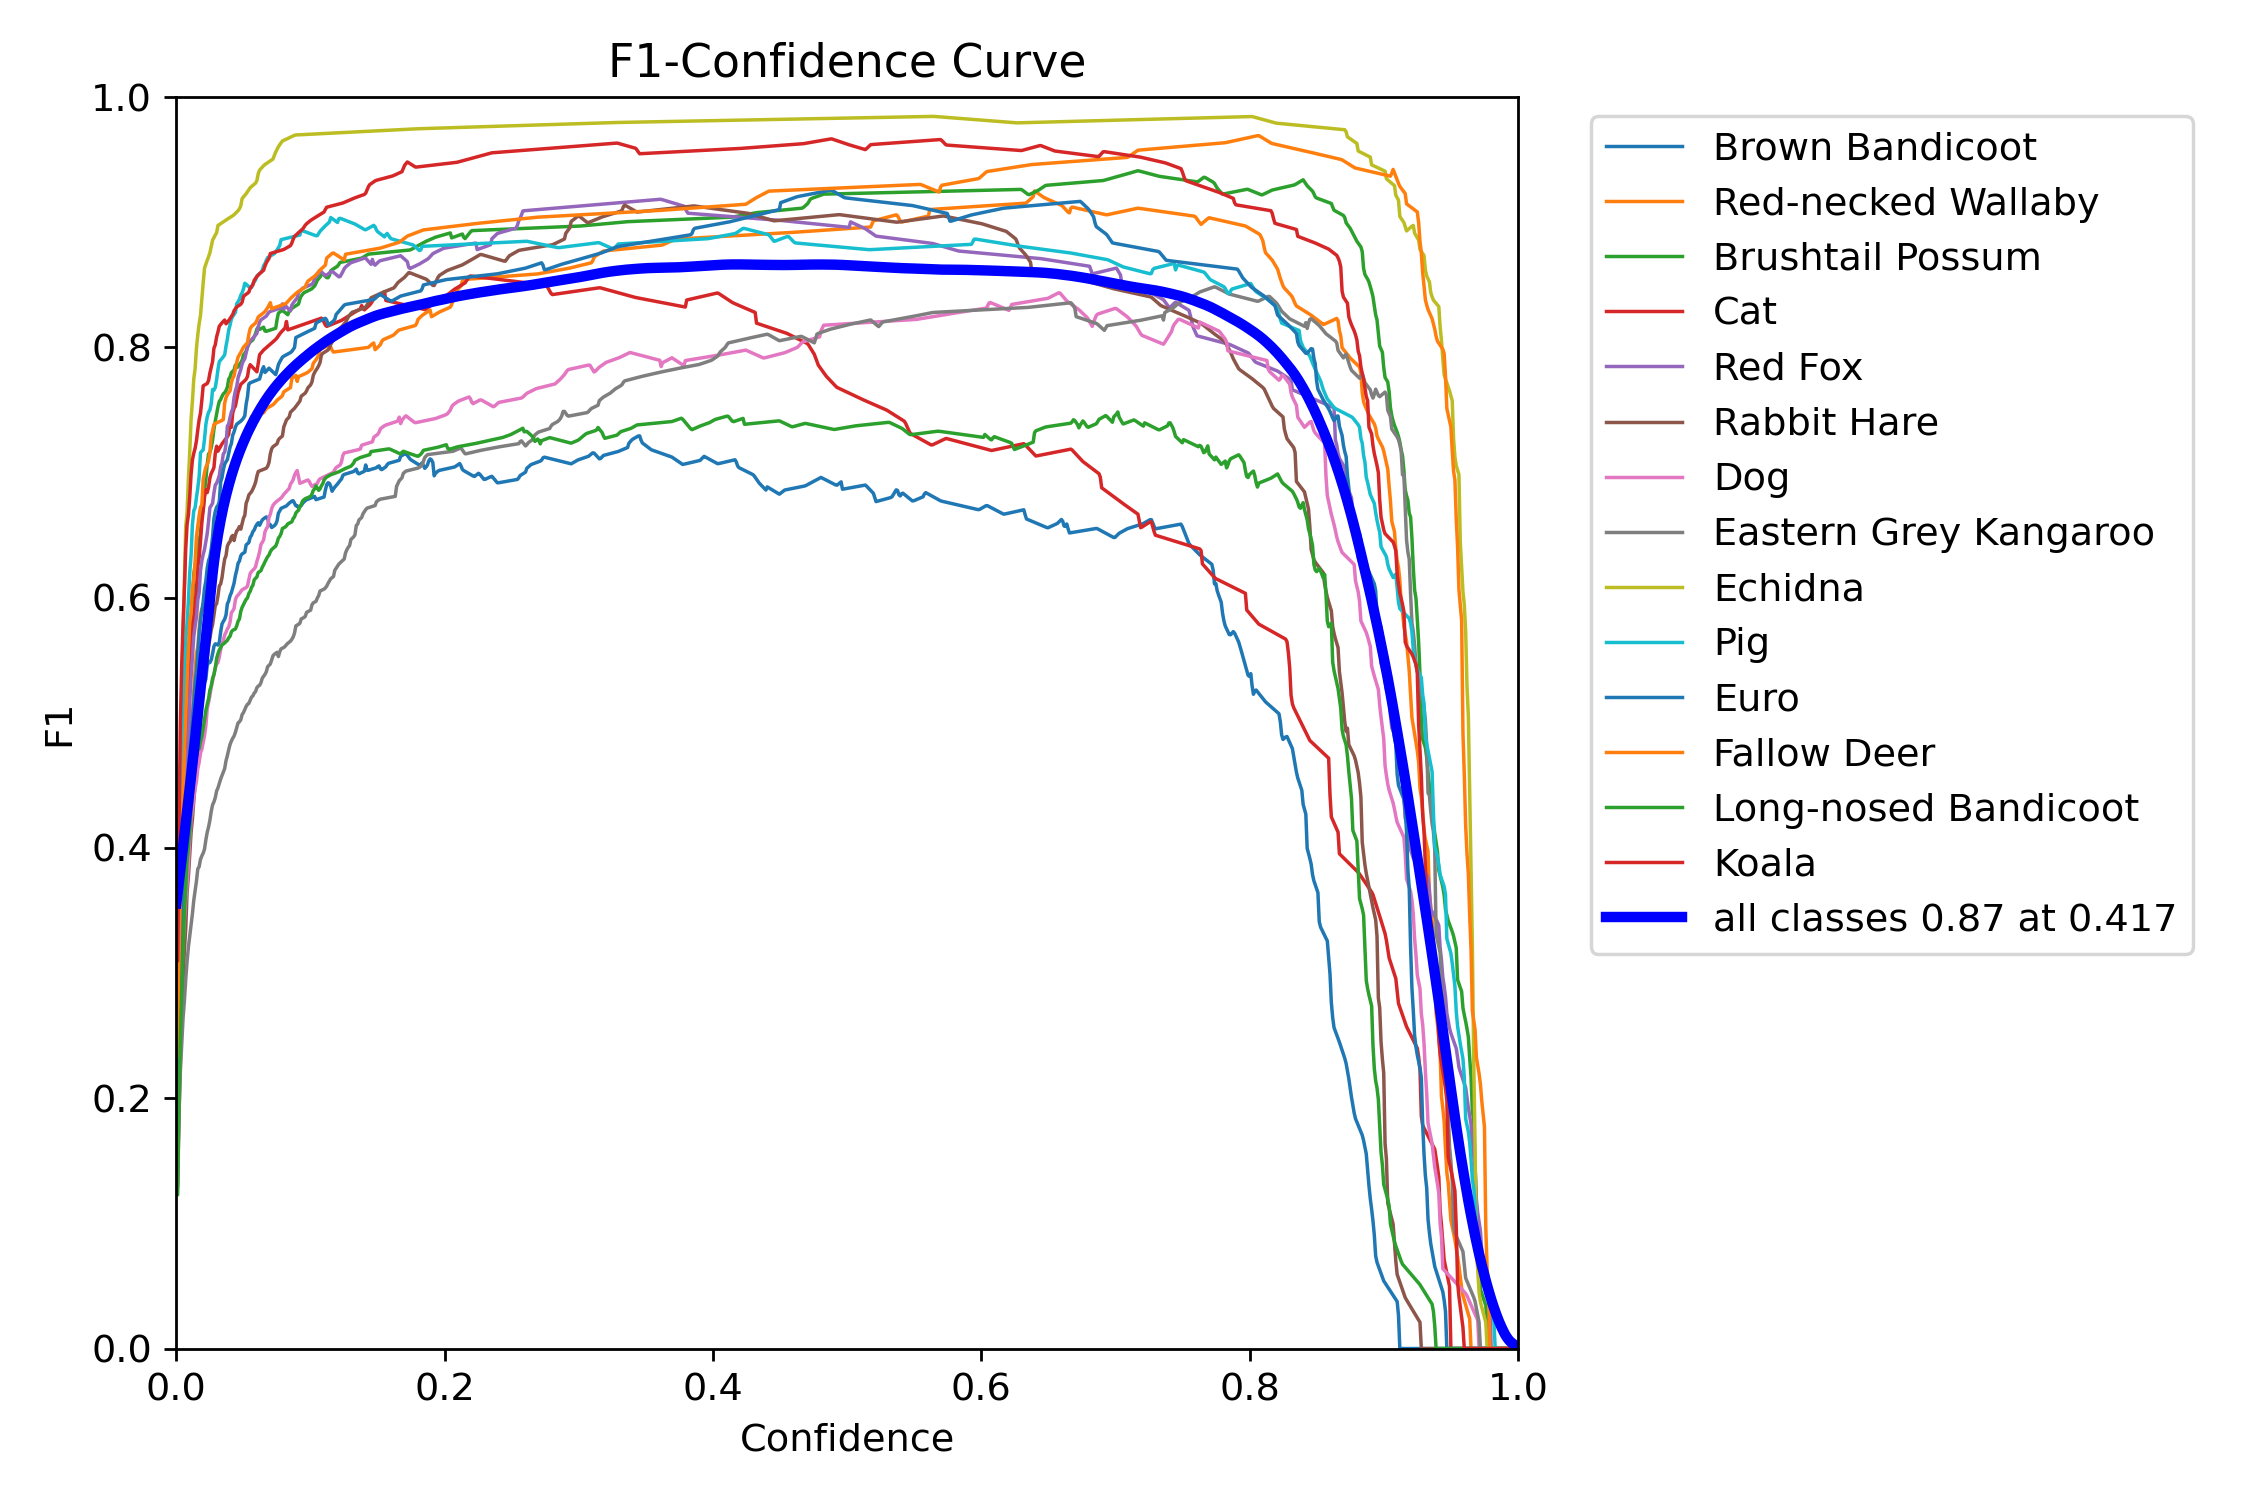 F1-Confidence Curve
1.0
0.8
0.6
0.4
0.2
0.0
F1
0.0 0.2 0.4 0.6 0.8 1.0
Confidence
Brown Bandicoot
Red-necked Wallaby
Brushtail Possum
Cat
Red Fox
Rabbit Hare
Dog
Eastern Grey Kangaroo
Echidna
Pig
Euro
Fallow Deer
Long-nosed Bandicoot
Koala
all classes 0.87 at 0.417